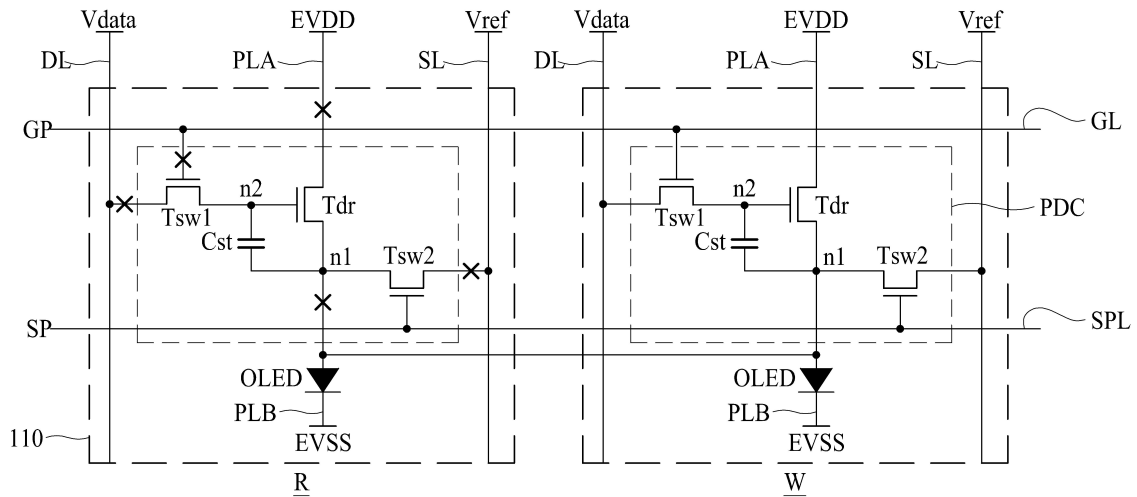 Vdata EVDD Vref Vdata EVDD Vref
DL PLA SL DL PLA SL
GP GL
n2 n2
Tsw1 Tdr Tsw1 Tdr PDC
Cst n1 Tsw2 Cst n1 Tsw2
SP SPL
OLED OLED
PLB PLB
110 EVSS EVSS
R W